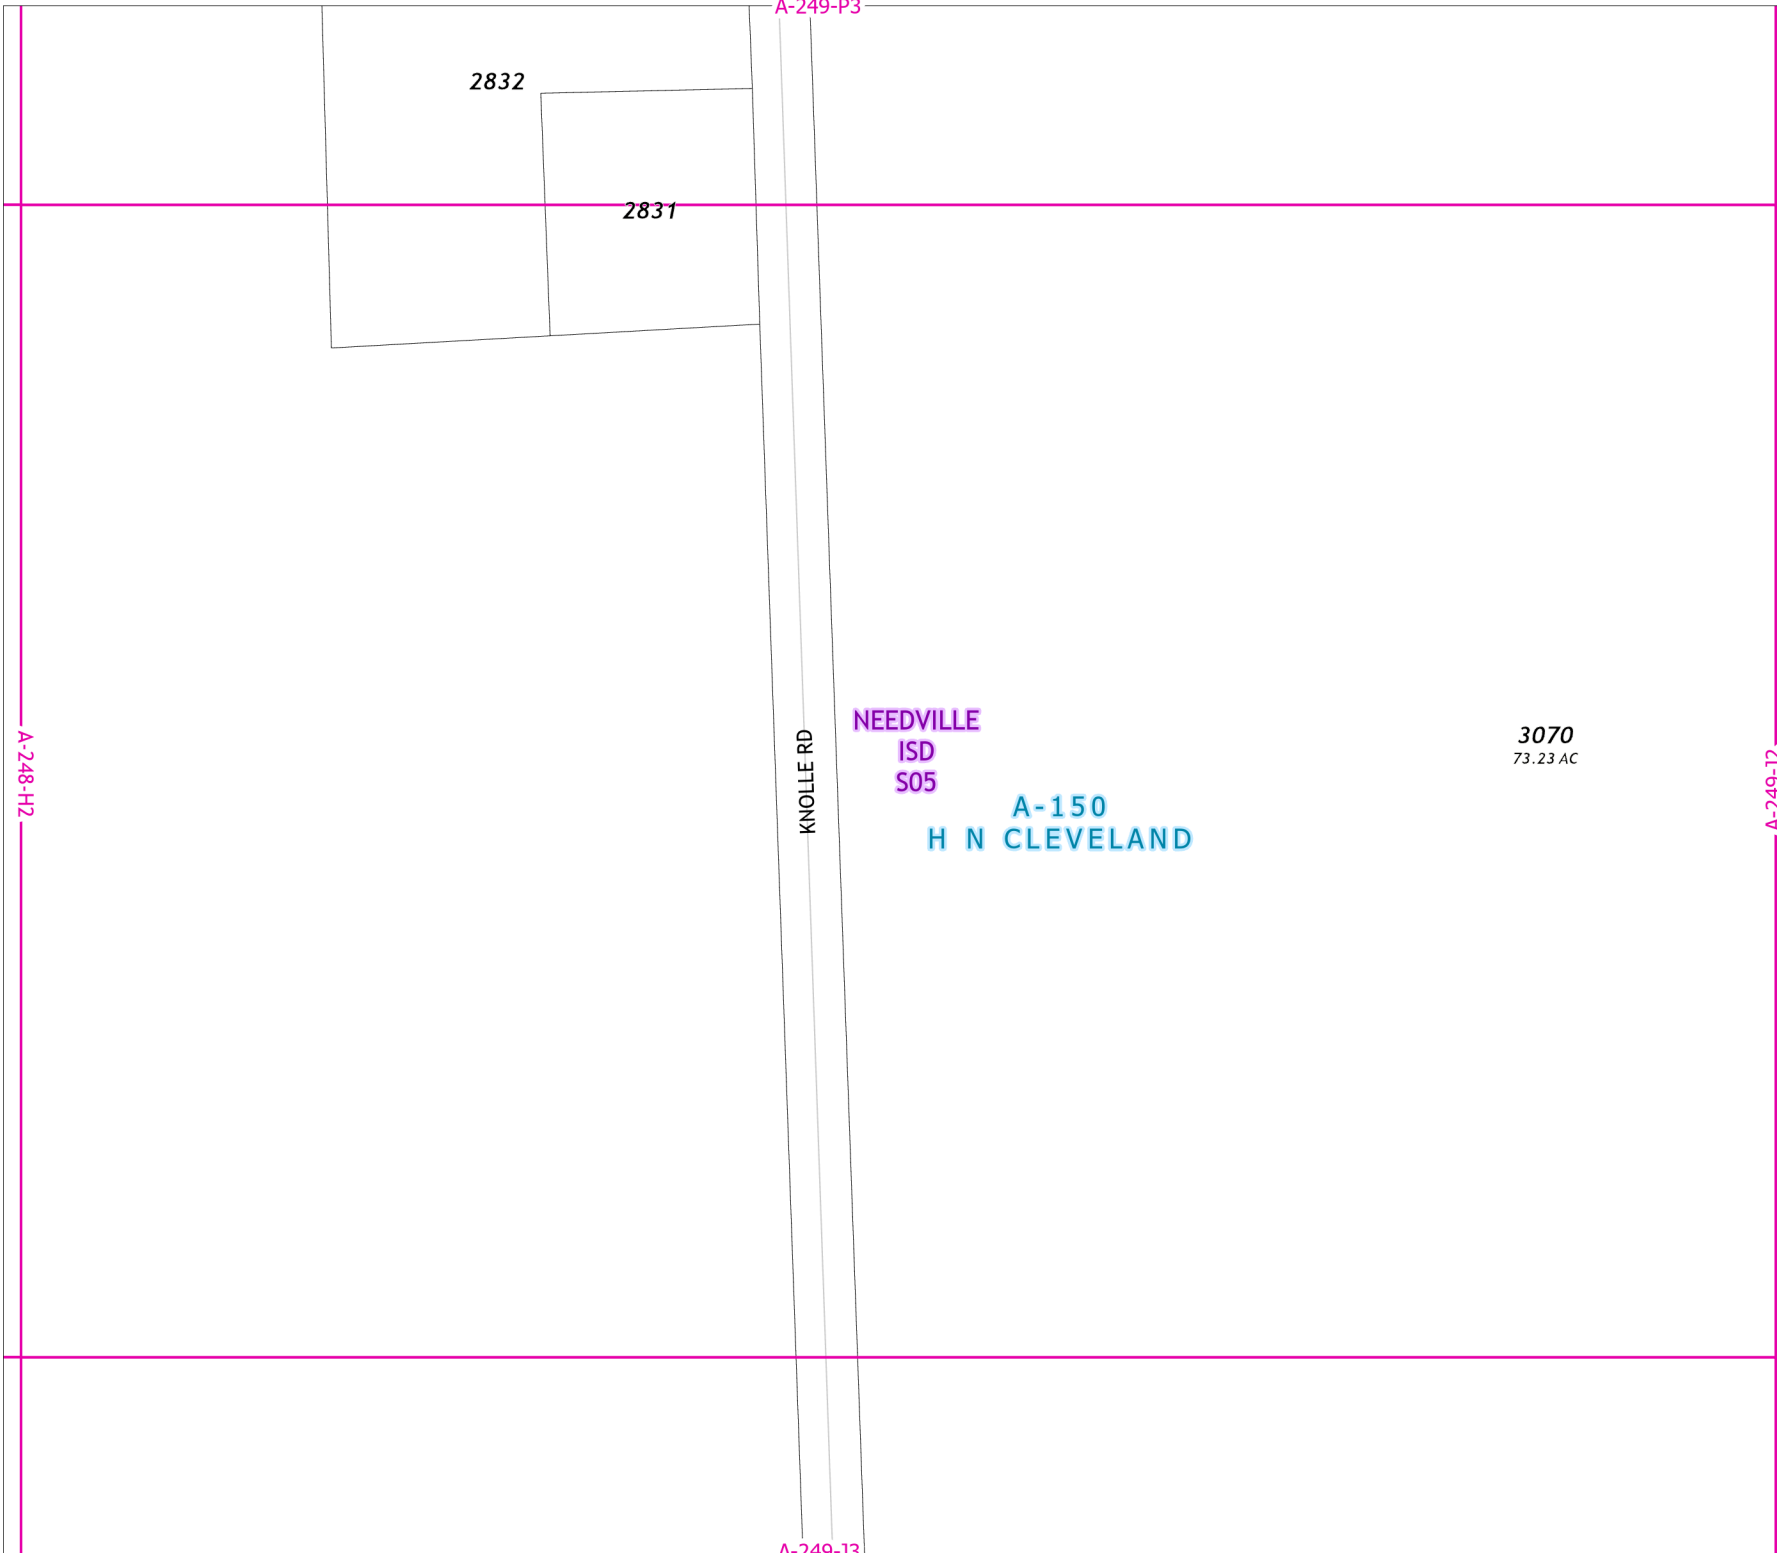 A-249-P3
2832
2831
NEEDVILLE
ISD
S05
3070
73.23 AC
A-248-H2
KNOLLE RD
A-249-J2
A-150
H N CLEVELAND
A-249-J3